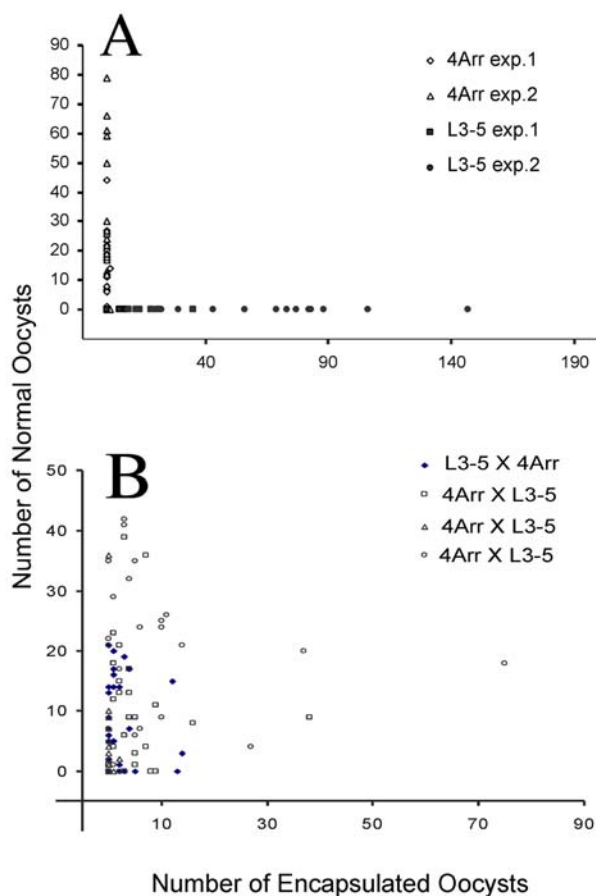 A
90
80
70
60
50
40
30
20
10
0
40
90
140
190
4Arr exp.1
4Arr exp.2
L3-5 exp.1
L3-5 exp.2
Number of Normal Oocysts
B
50
40
30
20
10
0
10
30
50
70
90
L3-5 X 4Arr
4Arr X L3-5
4Arr X L3-5
4Arr X L3-5
Number of Encapsulated Oocysts